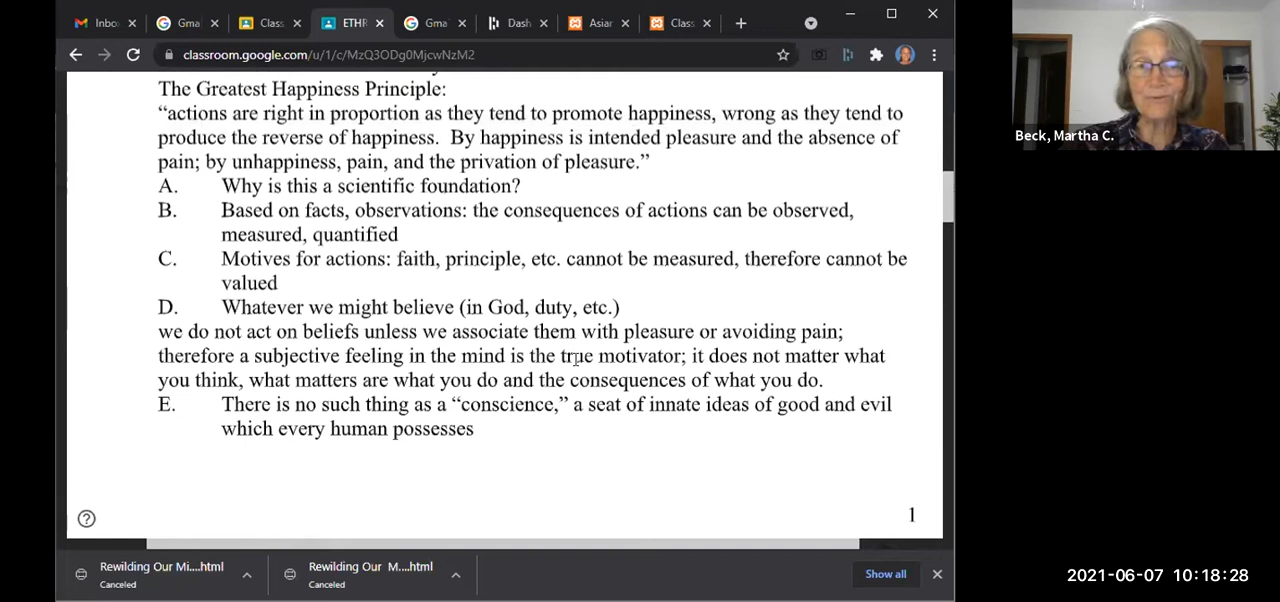 Inbo
Gma
Class
ETHI
Gma
Dash
Asiar
Class
classroom.google.com/u/1/c/MzQ3ODg0MjcwNzM2
The Greatest Happiness Principle:
“actions are right in proportion as they tend to promote happiness, wrong as they tend to
produce the reverse of happiness. By happiness is intended pleasure and the absence of
pain; by unhappiness, pain, and the privation of pleasure.”
A. Why is this a scientific foundation?
B. Based on facts, observations: the consequences of actions can be observed,
measured, quantified
C. Motives for actions: faith, principle, etc. cannot be measured, therefore cannot be
valued
D. Whatever we might believe (in God, duty, etc.)
we do not act on beliefs unless we associate them with pleasure or avoiding pain;
therefore a subjective feeling in the mind is the true motivator; it does not matter what
you think, what matters are what you do and the consequences of what you do.
E. There is no such thing as a “conscience,” a seat of innate ideas of good and evil
which every human possesses
1
Rewilding Our Mi....html
Canceled
Rewilding Our M....html
Canceled
Show all
Beck, Martha C.
2021-06-07 10:18:28